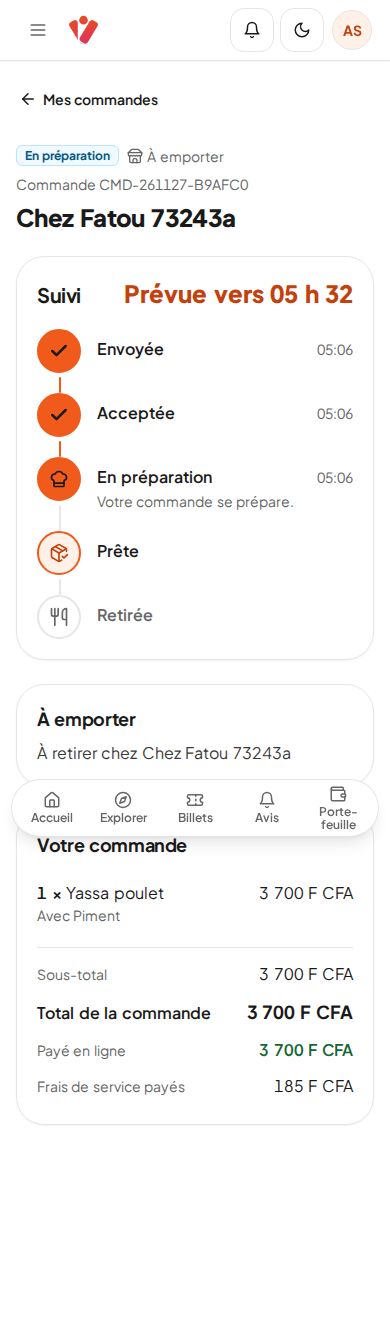 AS
Mes commandes
En préparation À emporter
Commande CMD-261127-B9AFC0
Chez Fatou 73243a
Suivi Prévue vers 05 h 32
Envoyée 05:06
Acceptée 05:06
En préparation 05:06
Votre commande se prépare.
Prête
Retirée
À emporter
À retirer chez Chez Fatou 73243a
Accueil Explorer Billets Avis Porte-
feuille
Votre commande
1 × Yassa poulet 3 700 F CFA
Avec Piment
Sous-total 3 700 F CFA
Total de la commande 3 700 F CFA
Payé en ligne 3 700 F CFA
Frais de service payés 185 F CFA